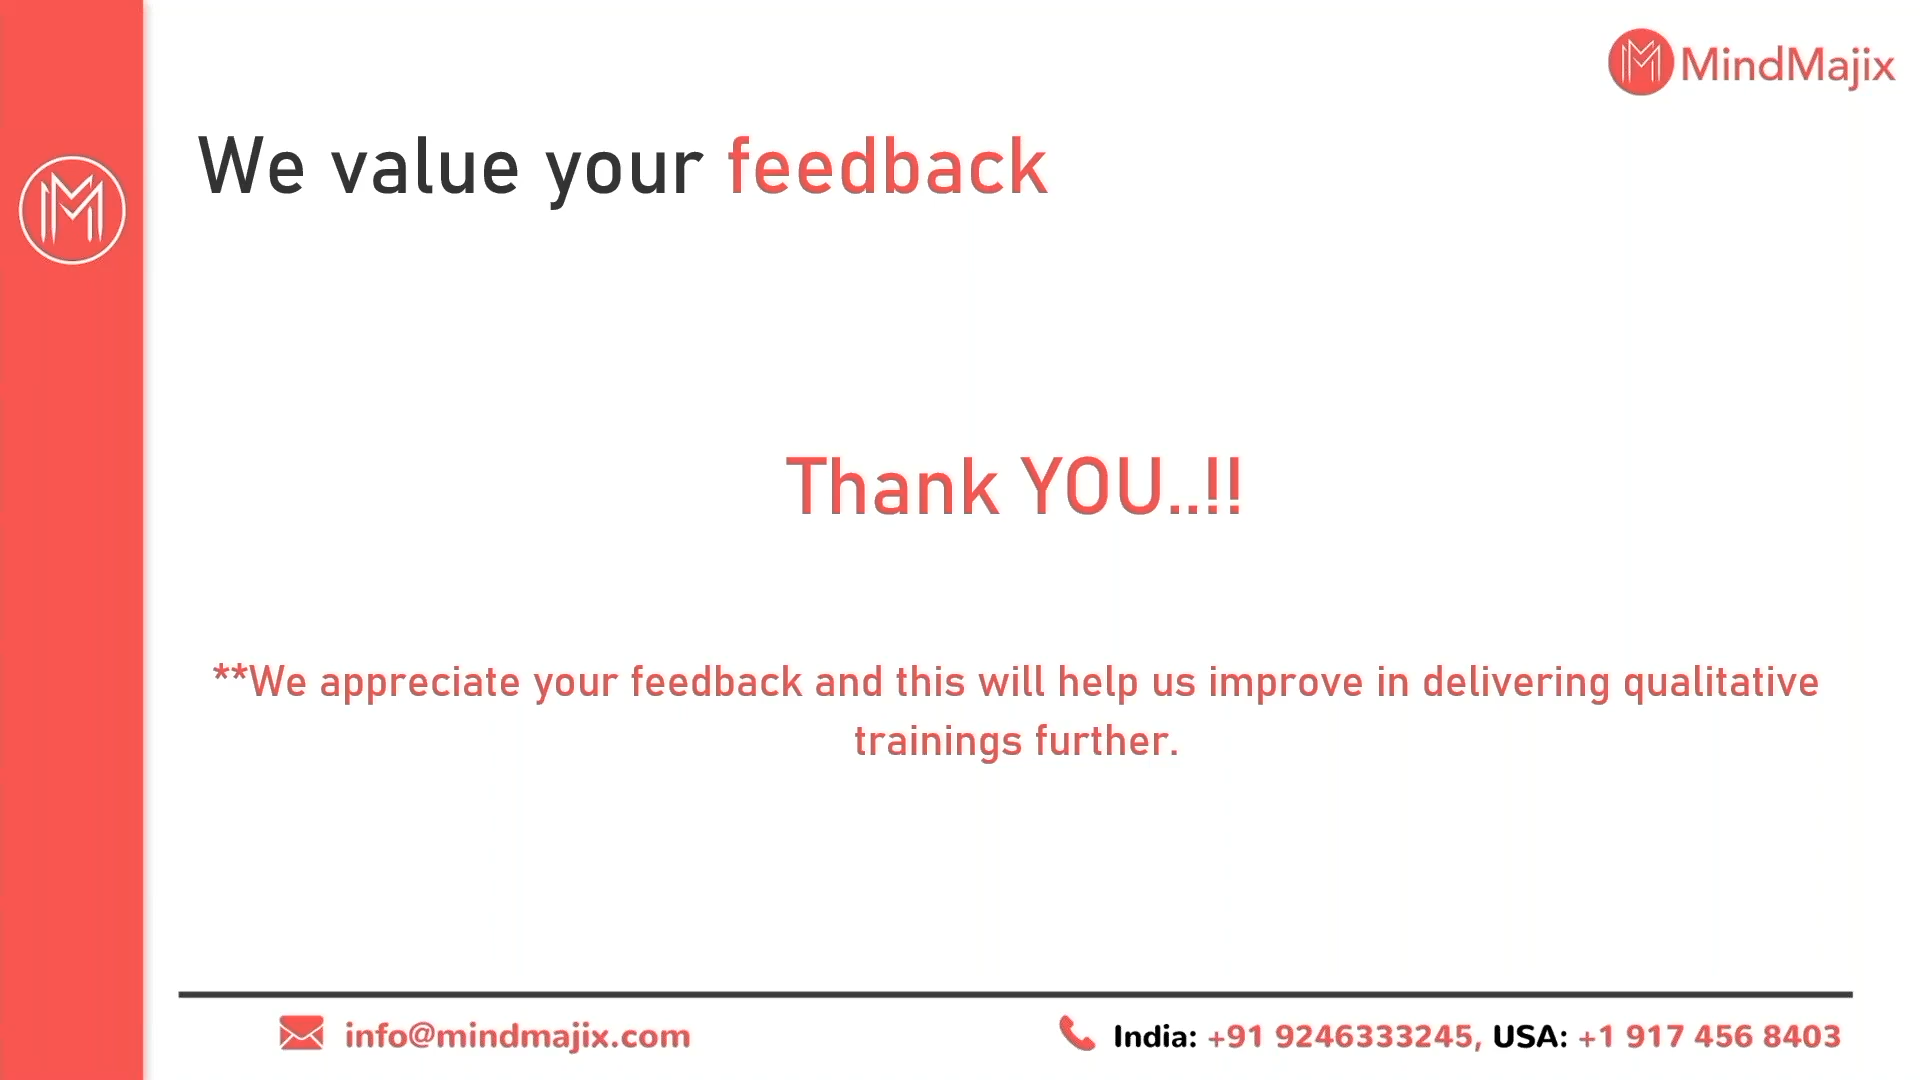 MindMajix
We value your feedback
Thank YOU..!!
**We appreciate your feedback and this will help us improve in delivering qualitative
trainings further.
info@mindmajix.com
India: +91 9246333245, USA: +1 917 456 8403